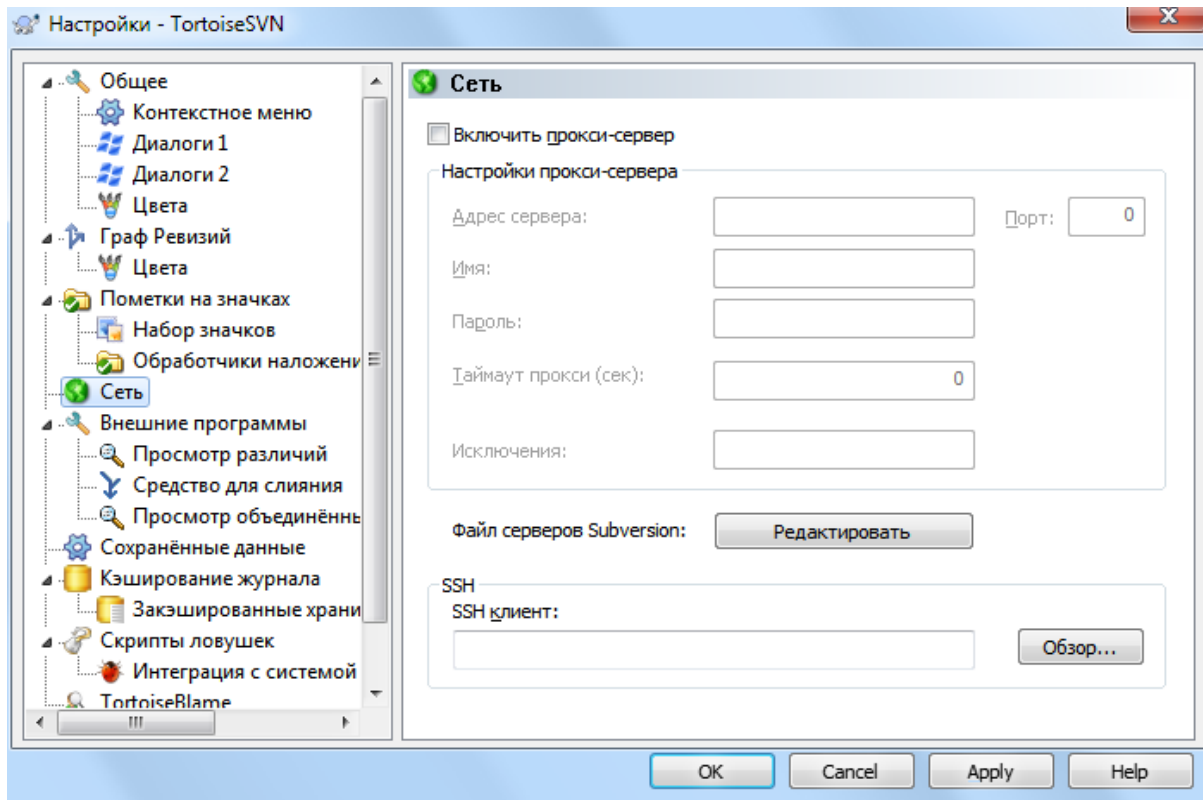 Настройки - TortoiseSVN
Общее
Контекстное меню
Диалоги 1
Диалоги 2
Цвета
Граф Ревизий
Цвета
Пометки на значках
Набор значков
Обработчики наложени
Сеть
Внешние программы
Просмотр различий
Средство для слияния
Просмотр объединённь
Сохранённые данные
Кэширование журнала
Закэшированные храни
Скрипты ловушек
Интеграция с системой
TortoiseBlame
Сеть
Включить прокси-сервер
Настройки прокси-сервера
Адрес сервера:
Порт: 0
Имя:
Пароль:
Таймаут прокси (сек): 0
Исключения:
Файл серверов Subversion: Редактировать
SSH
SSH клиент:
Обзор...
OK Cancel Apply Help